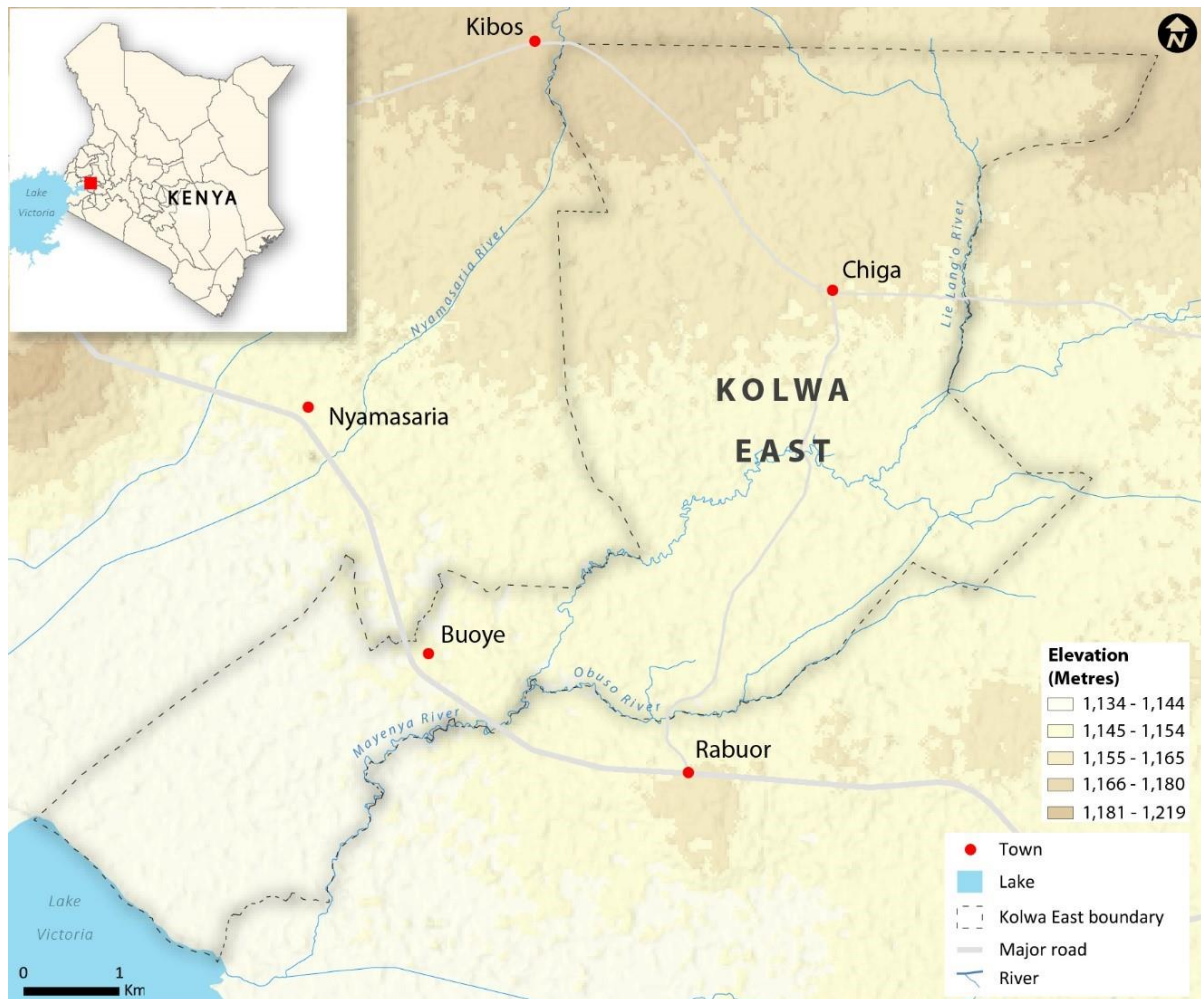 Kibos
N
KENYA
Lake
Victoria
Nyamasaria River
Lie Lang'o River
Chiga
KOLWA
EAST
Nyamasaria
Buoye
Obuso River
Mayenya River
Rabuor
Lake
Victoria
0 1
Km
Elevation
(Metres)
1,134 - 1,144
1,145 - 1,154
1,155 - 1,165
1,166 - 1,180
1,181 - 1,219
Town
Lake
Kolwa East boundary
Major road
River